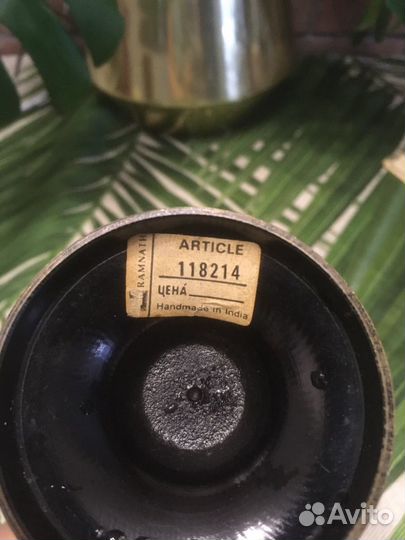 RAMNATH
ARTICLE
118214
ЦЕНА́
Handmade in India
Avito